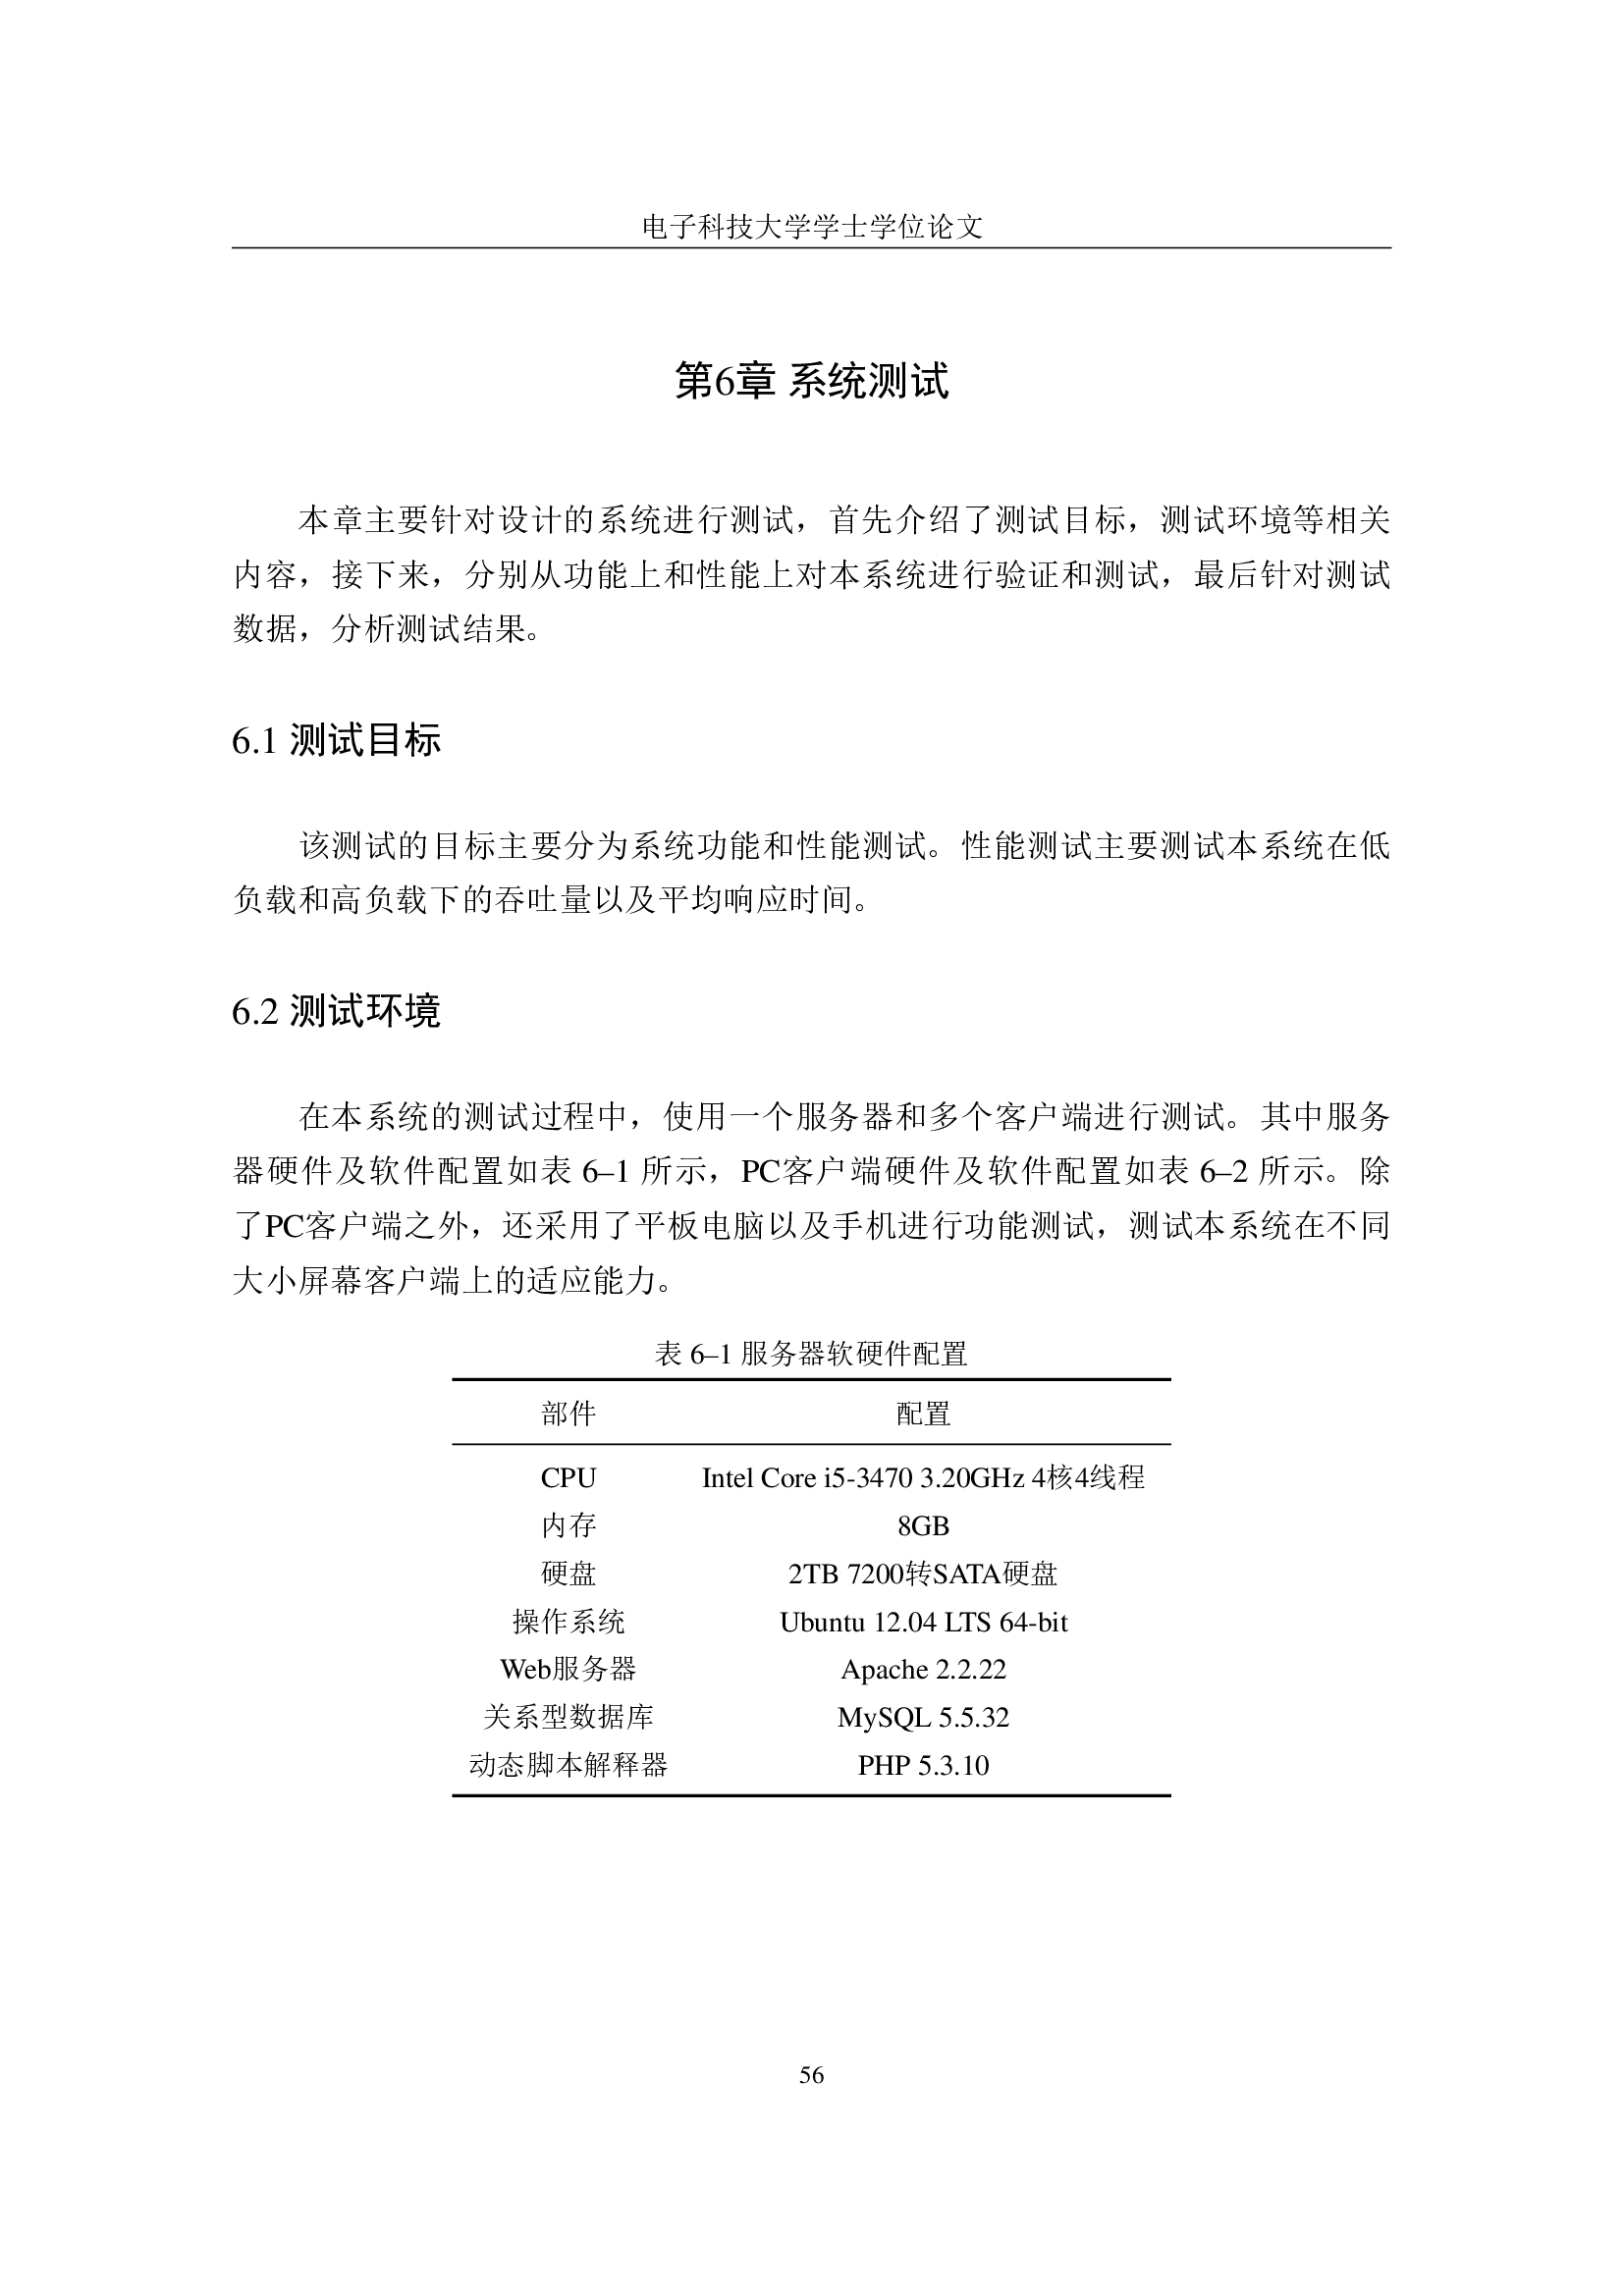 电子科技大学学士学位论文
第6章 系统测试
本章主要针对设计的系统进行测试，首先介绍了测试目标，测试环境等相关
内容，接下来，分别从功能上和性能上对本系统进行验证和测试，最后针对测试
数据，分析测试结果。
6.1 测试目标
该测试的目标主要分为系统功能和性能测试。性能测试主要测试本系统在低
负载和高负载下的吞吐量以及平均响应时间。
6.2 测试环境
在本系统的测试过程中，使用一个服务器和多个客户端进行测试。其中服务
器硬件及软件配置如表 6–1 所示，PC客户端硬件及软件配置如表 6–2 所示。除
了PC客户端之外，还采用了平板电脑以及手机进行功能测试，测试本系统在不同
大小屏幕客户端上的适应能力。
表 6–1 服务器软硬件配置
部件 配置
CPU Intel Core i5-3470 3.20GHz 4核4线程
内存 8GB
硬盘 2TB 7200转SATA硬盘
操作系统 Ubuntu 12.04 LTS 64-bit
Web服务器 Apache 2.2.22
关系型数据库 MySQL 5.5.32
动态脚本解释器 PHP 5.3.10
56